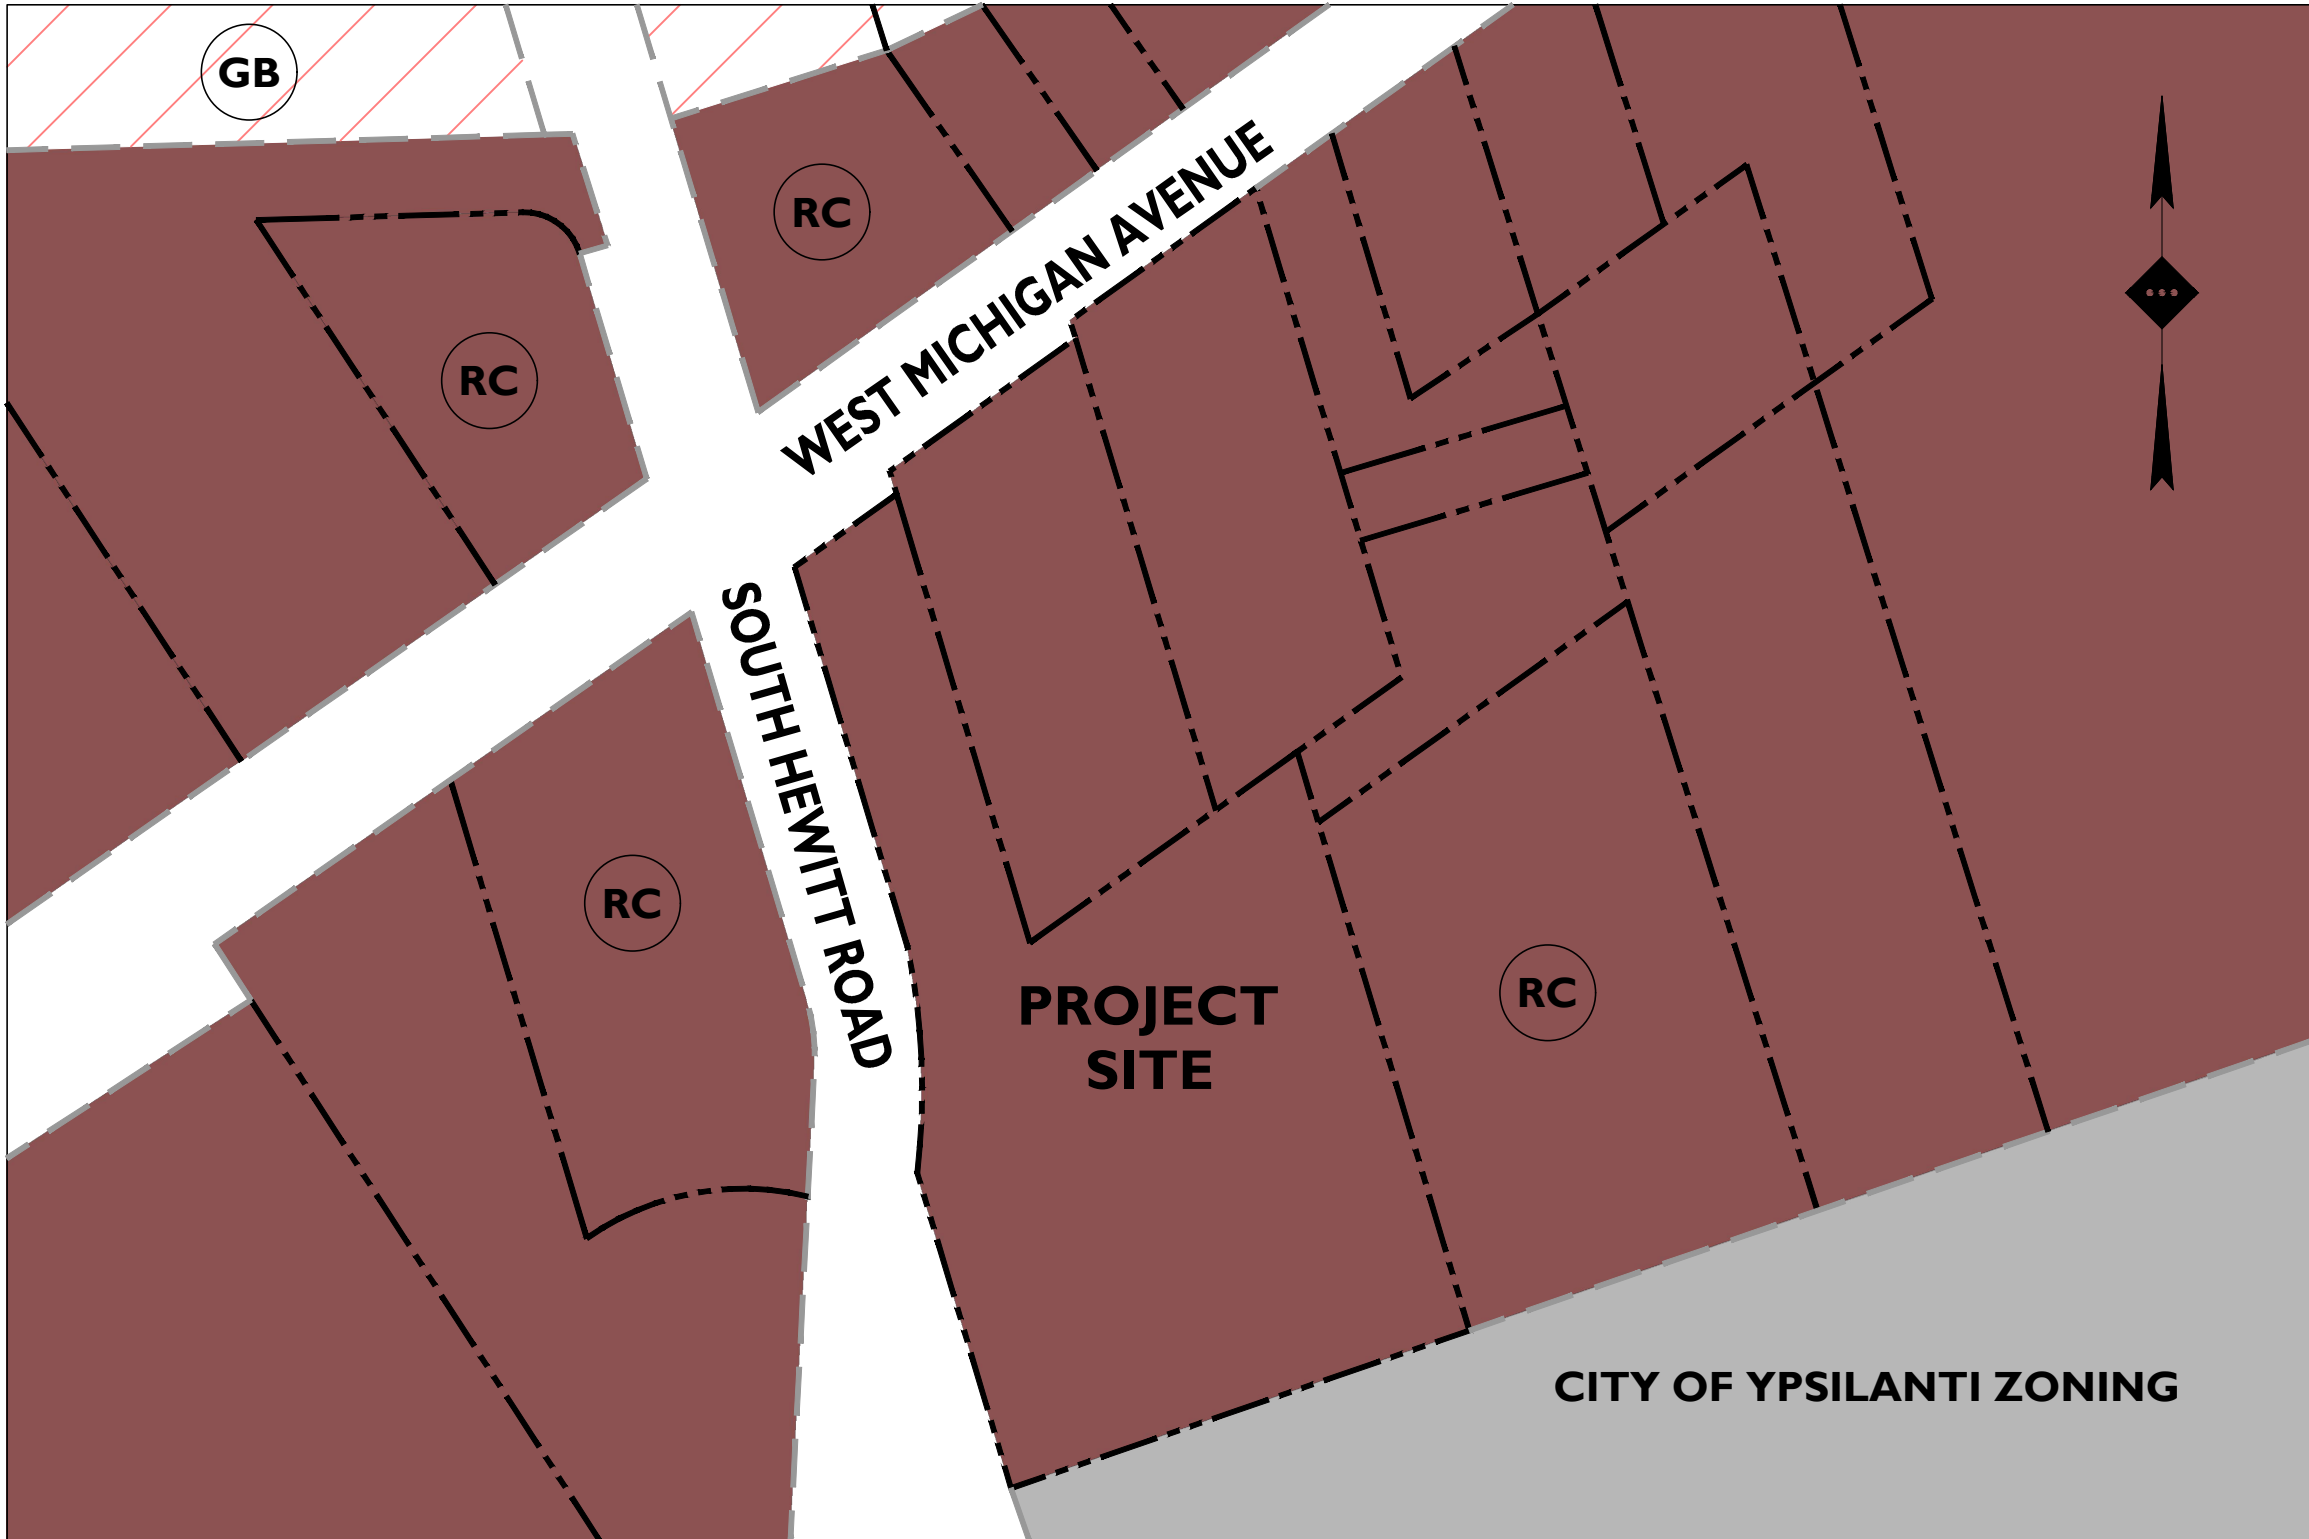 GB
RC
WEST MICHIGAN AVENUE
RC
SOUTH HEWITT ROAD
RC
PROJECT
SITE
RC
CITY OF YPSILANTI ZONING